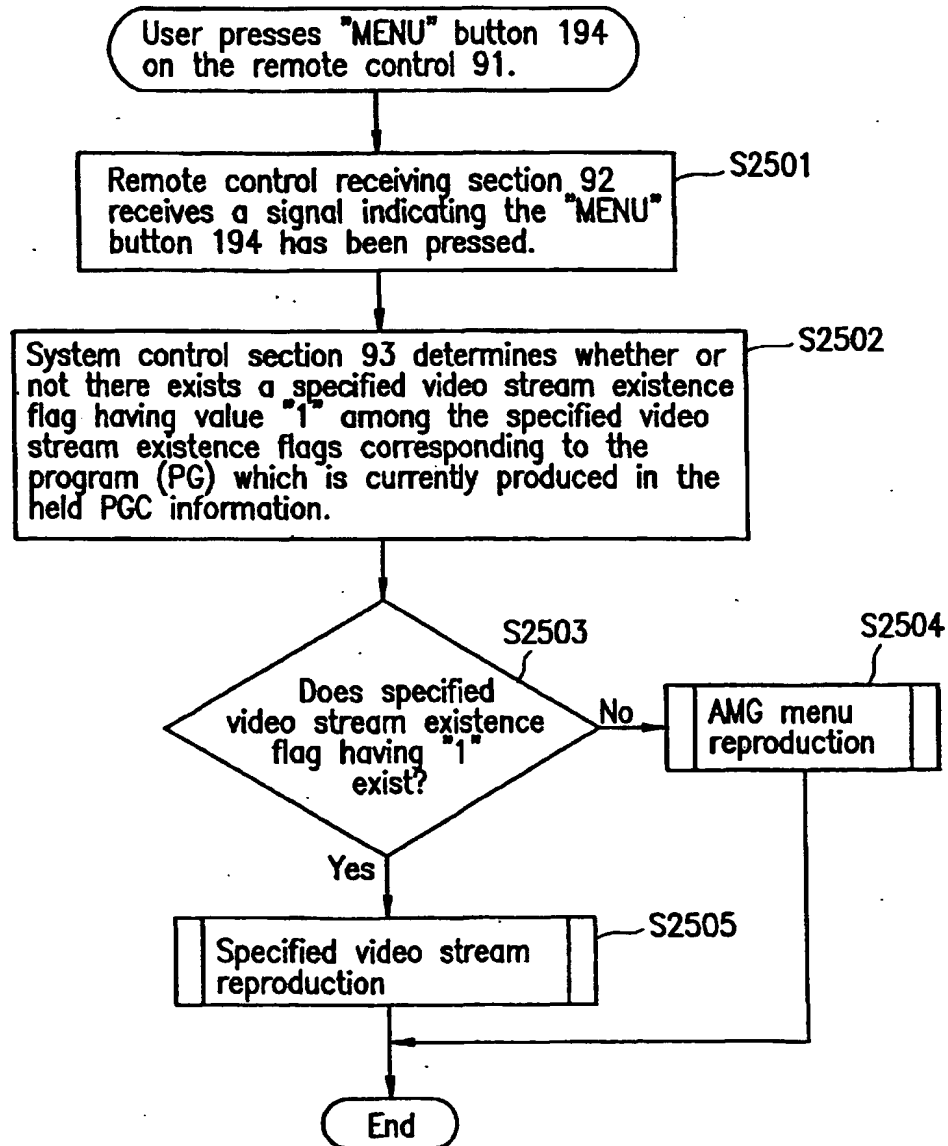 User presses "MENU" button 194
on the remote control 91.
S2501
Remote control receiving section 92
receives a signal indicating the "MENU"
button 194 has been pressed.
S2502
System control section 93 determines whether or
not there exists a specified video stream existence
flag having value "1" among the specified video
stream existence flags corresponding to the
program (PG) which is currently produced in the
held PGC information.
S2503
Does specified
video stream existence
flag having "1"
exist?
No
S2504
AMG menu
reproduction
Yes
S2505
Specified video stream
reproduction
End